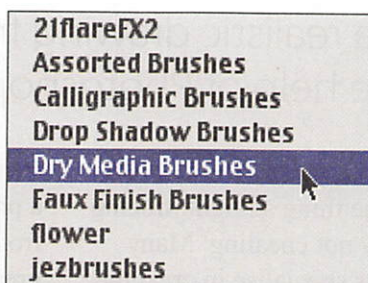 21flareFX2
Assorted Brushes
Calligraphic Brushes
Drop Shadow Brushes
Dry Media Brushes
Faux Finish Brushes
flower
jezbrushes